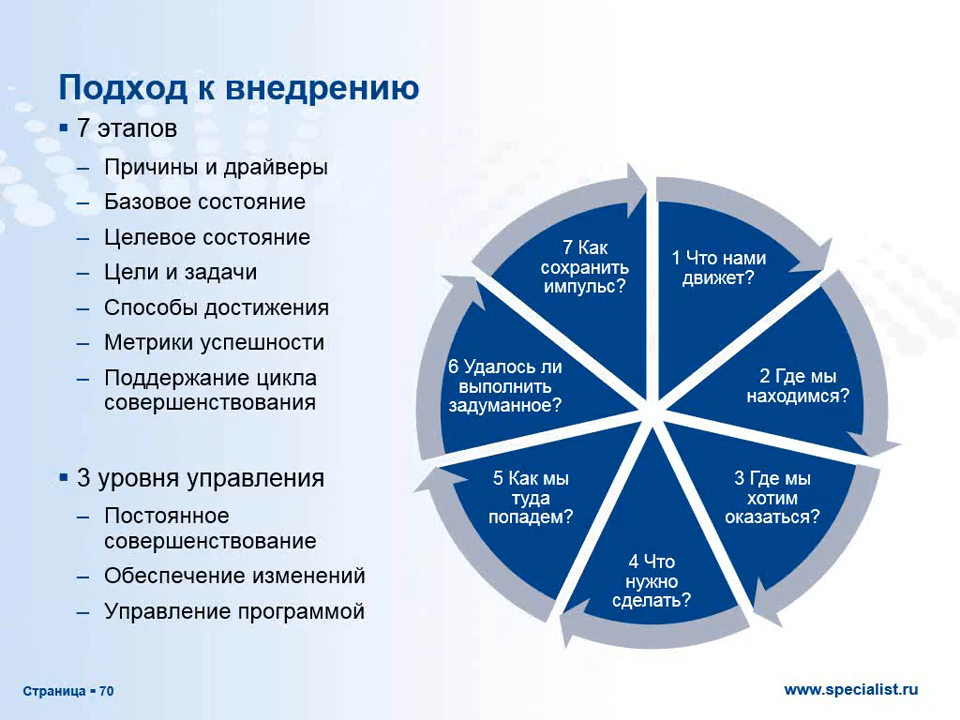 Подход к внедрению
▪ 7 этапов
– Причины и драйверы
– Базовое состояние
– Целевое состояние
– Цели и задачи
– Способы достижения
– Метрики успешности
– Поддержание цикла
совершенствования
▪ 3 уровня управления
– Постоянное
совершенствование
– Обеспечение изменений
– Управление программой
1 Что нами
движет?
2 Где мы
находимся?
3 Где мы
хотим
оказаться?
4 Что
нужно
сделать?
5 Как мы
туда
попадем?
6 Удалось ли
выполнить
задуманное?
7 Как
сохранить
импульс?
Страница ▪ 70
www.specialist.ru